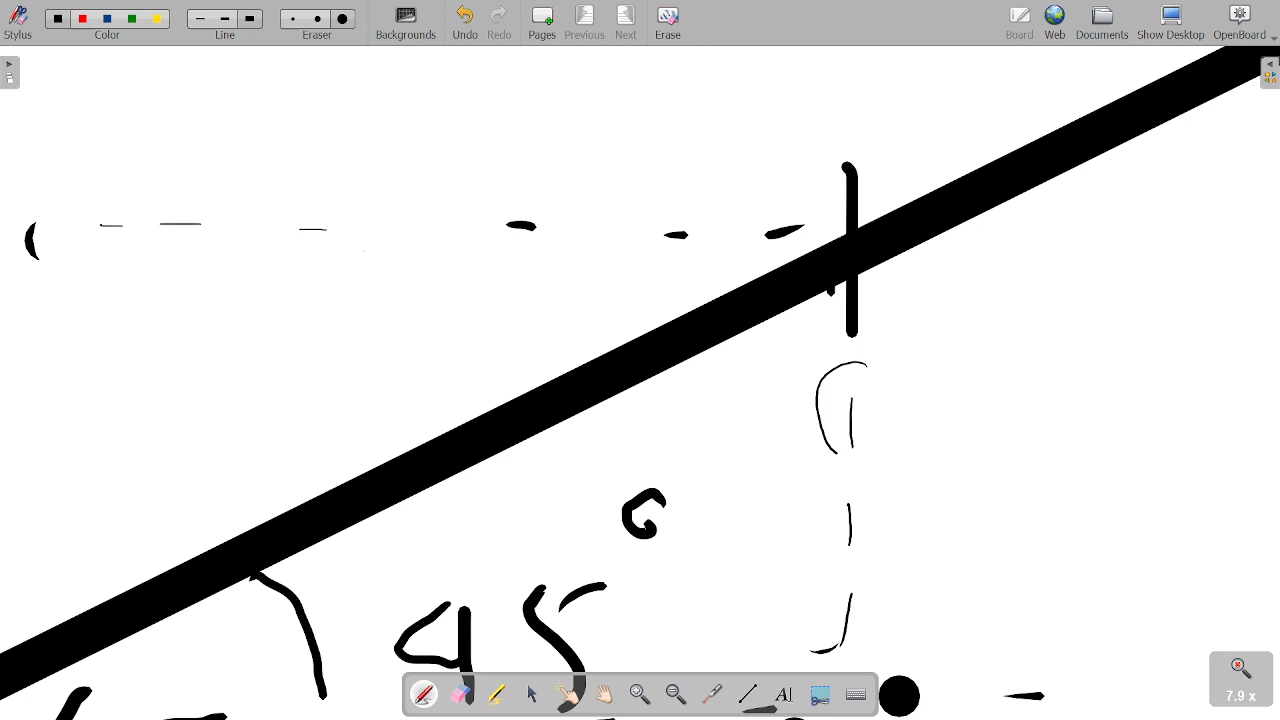 Stylus
Color
Line
Eraser
Backgrounds
Undo
Redo
Pages
Previous
Next
Erase
Board
Web
Documents
Show Desktop
OpenBoard
45°
7.9 x